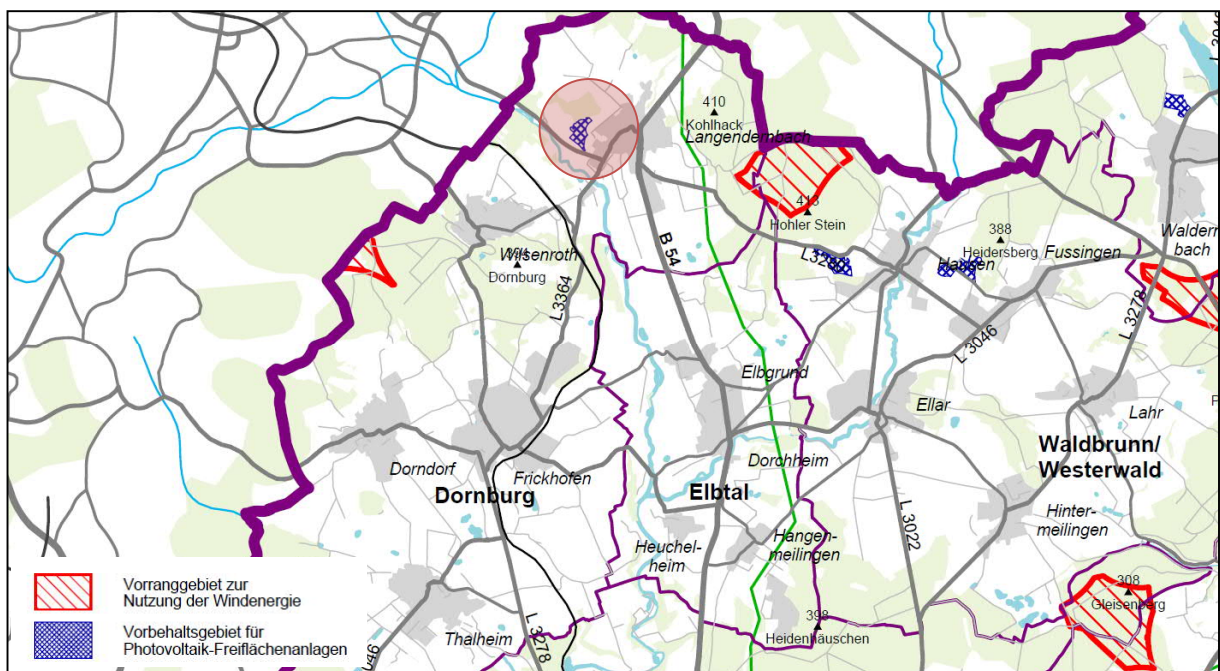 L 3046
410
Kohlhack
Langendernbach
413
Hohler Stein
388
Heidersberg
Hausen
Fussingen
Waldern-
bach
Wilsenroth
Dornburg
B 54
L3364
L 3278
L 3046
Elbgrund
Ellar
Lahr
Waldbrunn/
Westerwald
Dorndorf
Frickhofen
Dornburg
Elbtal
Dorchheim
Hinter-
meilingen
L 3022
Heuchel-
heim
Hangen-
meilingen
308
Gleisenberg
398
Heidenhäuschen
Thalheim
L 3278
Vorranggebiet zur
Nutzung der Windenergie
Vorbehaltsgebiet für
Photovoltaik-Freiflächenanlagen